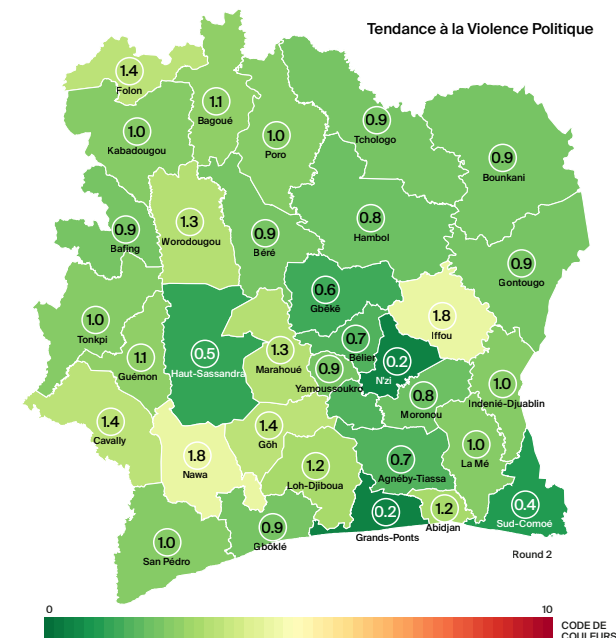 Tendance à la Violence Politique
1.4
Folon
1.1
Bagoué
1.0
Kabadougou
1.0
Poro
0.9
Tchologo
0.9
Bounkani
0.9
Bafing
1.3
Worodougou
0.9
Béré
0.8
Hambol
0.9
Gontougo
0.6
Gbêkê
1.8
Iffou
1.0
Tonkpi
1.1
Guémon
0.5
Haut-Sassandra
1.3
Marahoué
0.7
Bélier
0.9
Yamoussoukro
0.2
N'zi
0.8
Moronou
1.0
Indenié-Djuablin
1.4
Cavally
1.8
Nawa
1.4
Gôh
1.2
Loh-Djiboua
0.7
Agnéby-Tiassa
1.0
La Mé
0.4
Sud-Comoé
1.0
San Pédro
0.9
Gbôklé
0.2
Grands-Ponts
1.2
Abidjan
Round 2
0
10
CODE DE
COULEURS